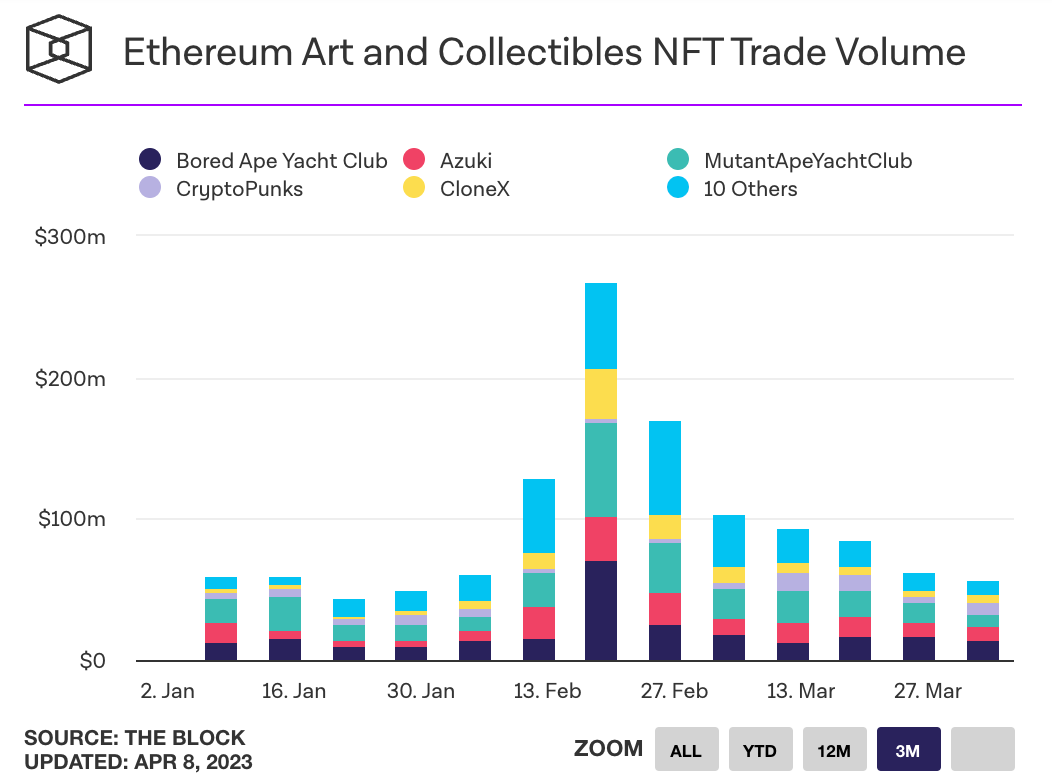 Ethereum Art and Collectibles NFT Trade Volume
Bored Ape Yacht Club Azuki MutantApeYachtClub
CryptoPunks CloneX 10 Others
$300m
$200m
$100m
$0
2. Jan 16. Jan 30. Jan 13. Feb 27. Feb 13. Mar 27. Mar
SOURCE: THE BLOCK
UPDATED: APR 8, 2023
ZOOM ALL YTD 12M 3M